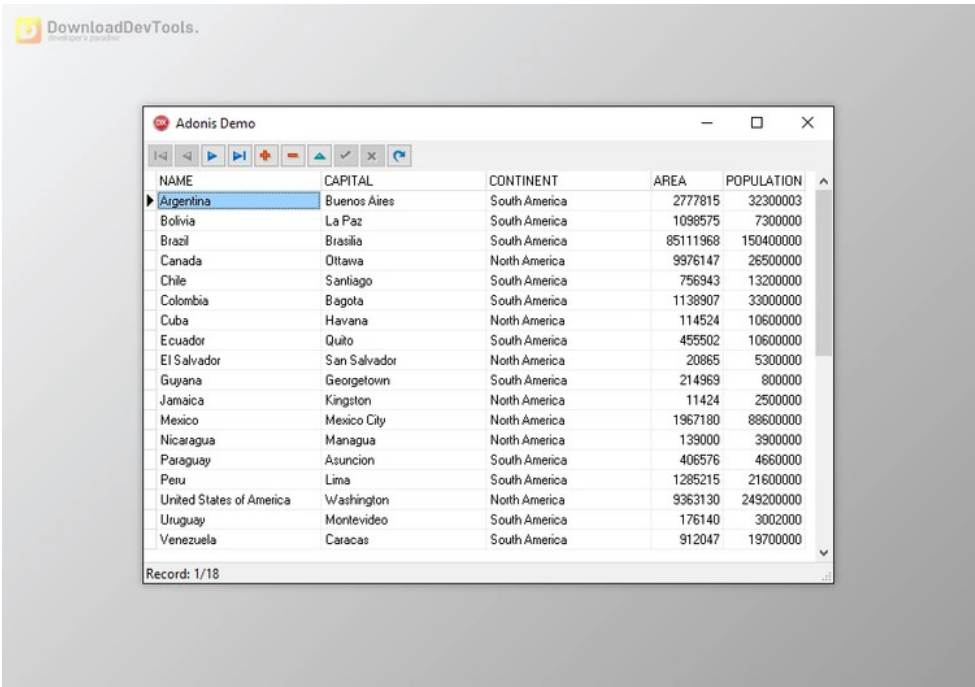 DownloadDevTools.
developer's paradise
Adonis Demo
NAME CAPITAL CONTINENT AREA POPULATION
Argentina Buenos Aires South America 2777815 32300003
Bolivia La Paz South America 1098575 7300000
Brazil Brasilia South America 85111968 150400000
Canada Ottawa North America 9976147 26500000
Chile Santiago South America 756943 13200000
Colombia Bagota South America 1138907 33000000
Cuba Havana North America 114524 10600000
Ecuador Quito South America 455502 10600000
El Salvador San Salvador North America 20865 5300000
Guyana Georgetown South America 214969 800000
Jamaica Kingston North America 11424 2500000
Mexico Mexico City North America 1967180 88600000
Nicaragua Managua North America 139000 3900000
Paraguay Asuncion South America 406576 4660000
Peru Lima South America 1285215 21600000
United States of America Washington North America 9363130 249200000
Uruguay Montevideo South America 176140 3002000
Venezuela Caracas South America 912047 19700000
Record: 1/18